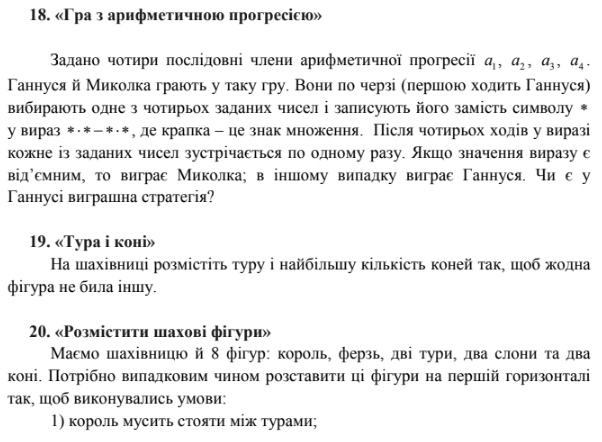 18. «Гра з арифметичною прогресією»
Задано чотири послідовні члени арифметичної прогресії a₁, a₂, a₃, a₄.
Ганнуся й Миколка грають у таку гру. Вони по черзі (першою ходить Ганнуся)
вибирають одне з чотирьох заданих чисел і записують його замість символу *
у вираз *·*−*·*, де крапка – це знак множення. Після чотирьох ходів у виразі
кожне із заданих чисел зустрічається по одному разу. Якщо значення виразу є
від’ємним, то виграє Миколка; в іншому випадку виграє Ганнуся. Чи є у
Ганнусі виграшна стратегія?
19. «Тура і коні»
На шахівниці розмістіть туру і найбільшу кількість коней так, щоб жодна
фігура не била іншу.
20. «Розмістити шахові фігури»
Маємо шахівницю й 8 фігур: король, ферзь, дві тури, два слони та два
коні. Потрібно випадковим чином розставити ці фігури на першій горизонталі
так, щоб виконувались умови:
1) король мусить стояти між турами;